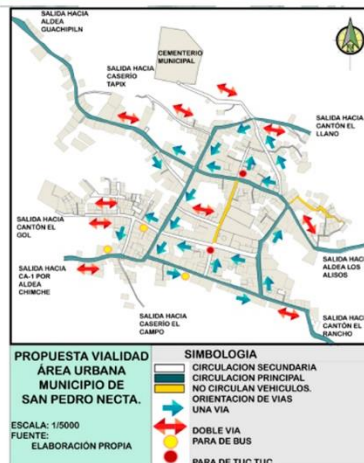 SALIDA HACIA
ALDEA
GUACHIPILN
CEMENTERIO
MUNICIPAL
SALIDA HACIA
CASERÍO
TAPIX
SALIDA HACIA
CANTÓN EL
LLANO
SALIDA HACIA
CANTÓN EL
GOL
SALIDA HACIA
CA-1 POR
ALDEA
CHIMCHE
SALIDA HAC
ALDEA LOS
ALISOS
SALIDA HACIA
CASERÍO EL
CAMPO
SALIDA HAC
CANTÓN EL
RANCHO
PROPUESTA VIALIDAD
ÁREA URBANA
MUNICIPIO DE
SAN PEDRO NECTA.
ESCALA: 1/5000
FUENTE:
ELABORACIÓN PROPIA
SIMBOLOGIA
CIRCULACION SECUNDARIA
CIRCULACION PRINCIPAL
NO CIRCULAN VEHICULOS.
ORIENTACION DE VIAS
UNA VIA
DOBLE VIA
PARA DE BUS
PARA DE TUC TUC